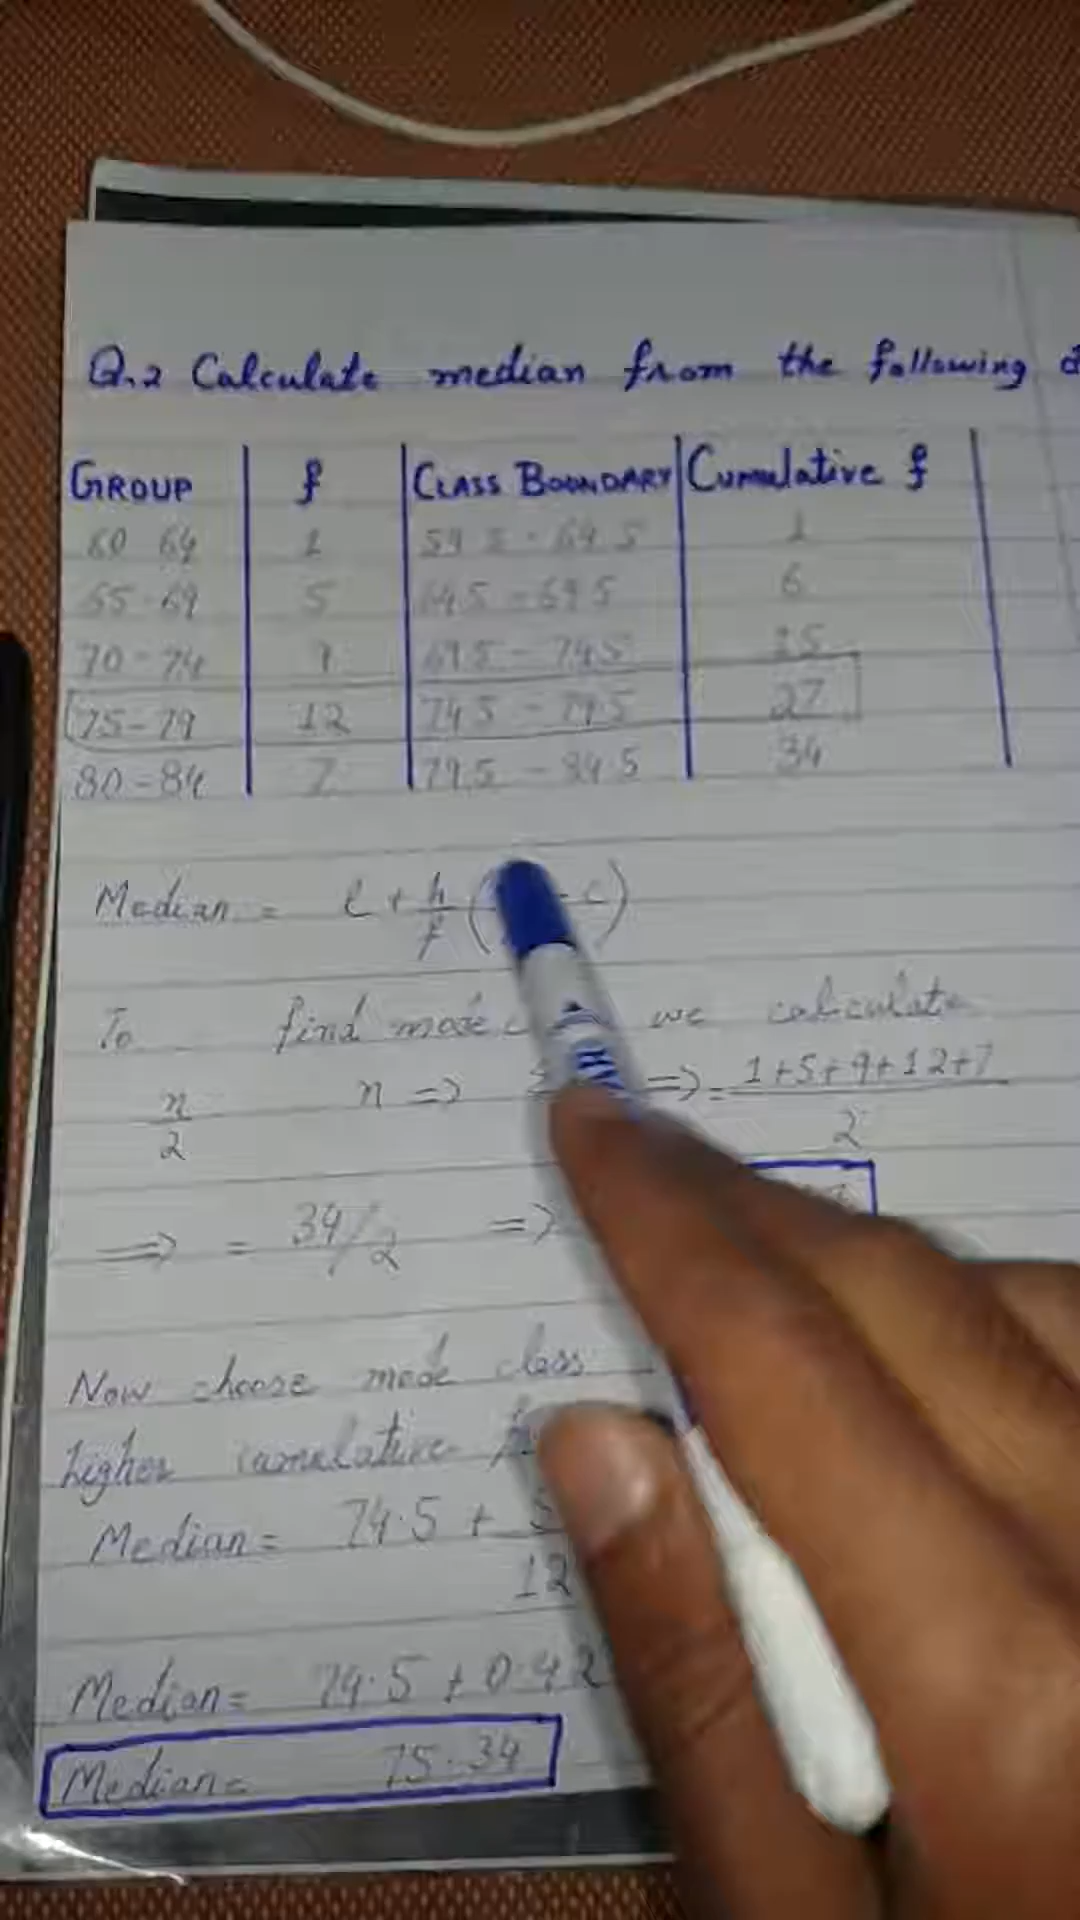 Q.2 Calculate median from the following
GROUP f CLASS BOUNDARY Cumulative f
60 64 1 59.5 - 64.5 1
65-69 5 64.5 - 69.5 6
70-74 9 69.5 - 74.5 15
75-79 12 74.5 - 79.5 27
80-84 7 79.5 - 84.5 34
Median = l + h/f ( - c)
To find mode we calculate
n/2 n => => = 1+5+9+12+7/2
=> = 34/2 =>
Now choose mode class
higher cumulative
Median = 74.5 + 5/12
Median = 74.5 + 0.42
Median = 75.34